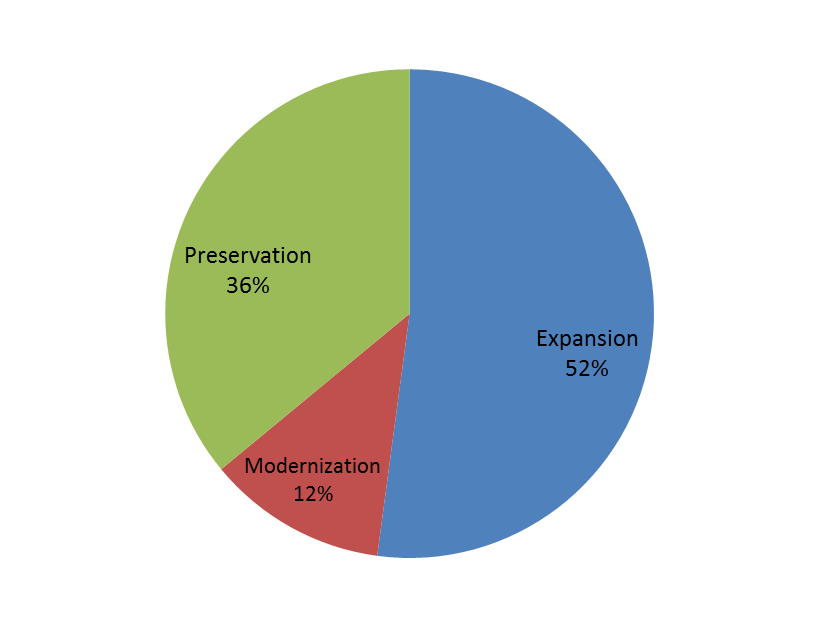 Preservation
36%
Expansion
52%
Modernization
12%